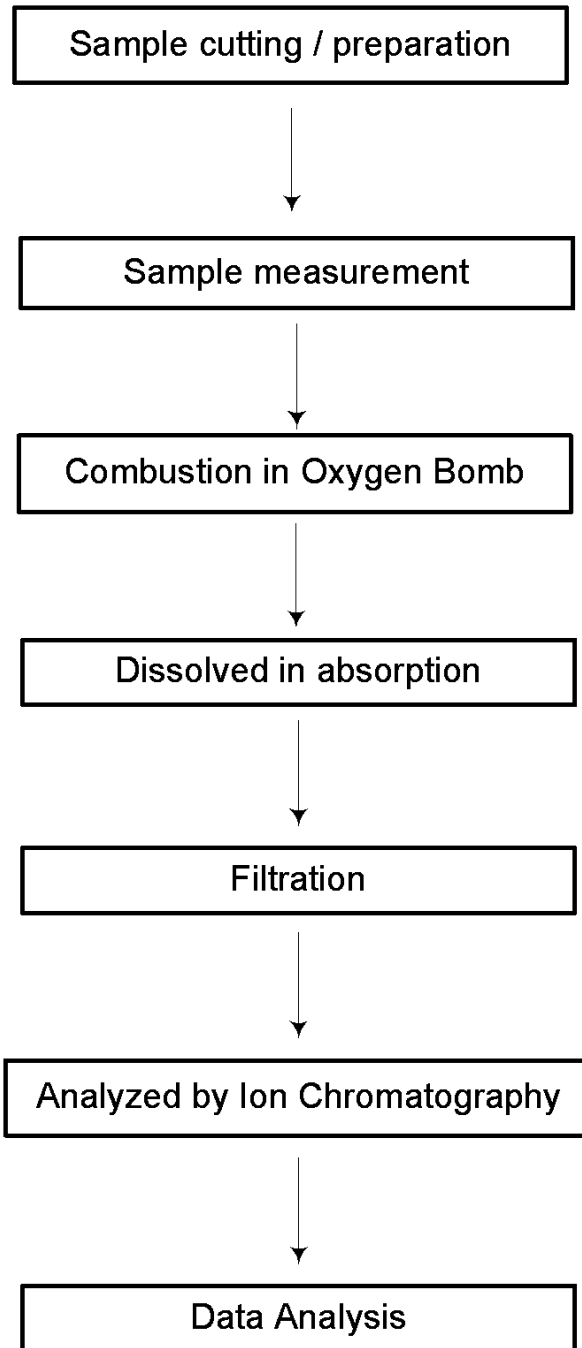 Sample cutting / preparation
Sample measurement
Combustion in Oxygen Bomb
Dissolved in absorption
Filtration
Analyzed by Ion Chromatography
Data Analysis